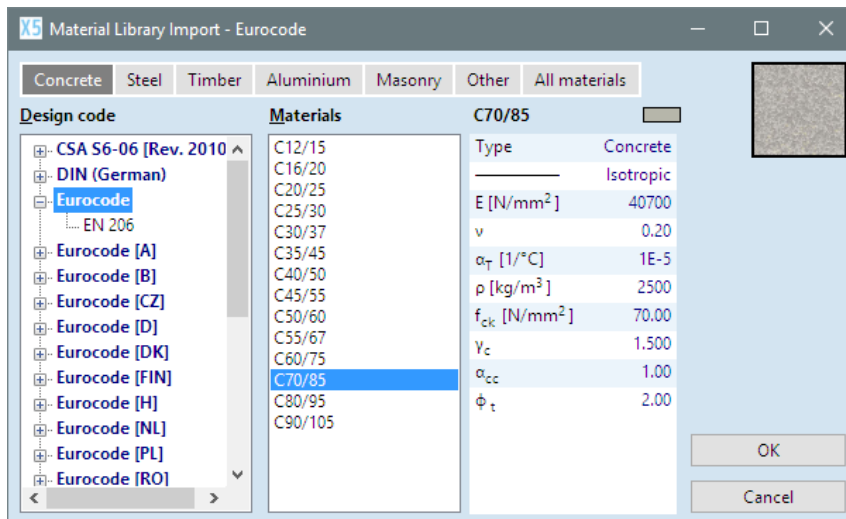 X5 Material Library Import - Eurocode
Concrete Steel Timber Aluminium Masonry Other All materials
Design code
CSA S6-06 [Rev. 2010
DIN (German)
Eurocode
EN 206
Eurocode [A]
Eurocode [B]
Eurocode [CZ]
Eurocode [D]
Eurocode [DK]
Eurocode [FIN]
Eurocode [H]
Eurocode [NL]
Eurocode [PL]
Eurocode [RO]
Materials
C12/15
C16/20
C20/25
C25/30
C30/37
C35/45
C40/50
C45/55
C50/60
C55/67
C60/75
C70/85
C80/95
C90/105
C70/85
Type Concrete
Isotropic
E [N/mm²] 40700
ν 0.20
α_T [1/°C] 1E-5
ρ [kg/m³] 2500
f_ck [N/mm²] 70.00
γ_c 1.500
α_cc 1.00
ϕ_t 2.00
OK
Cancel